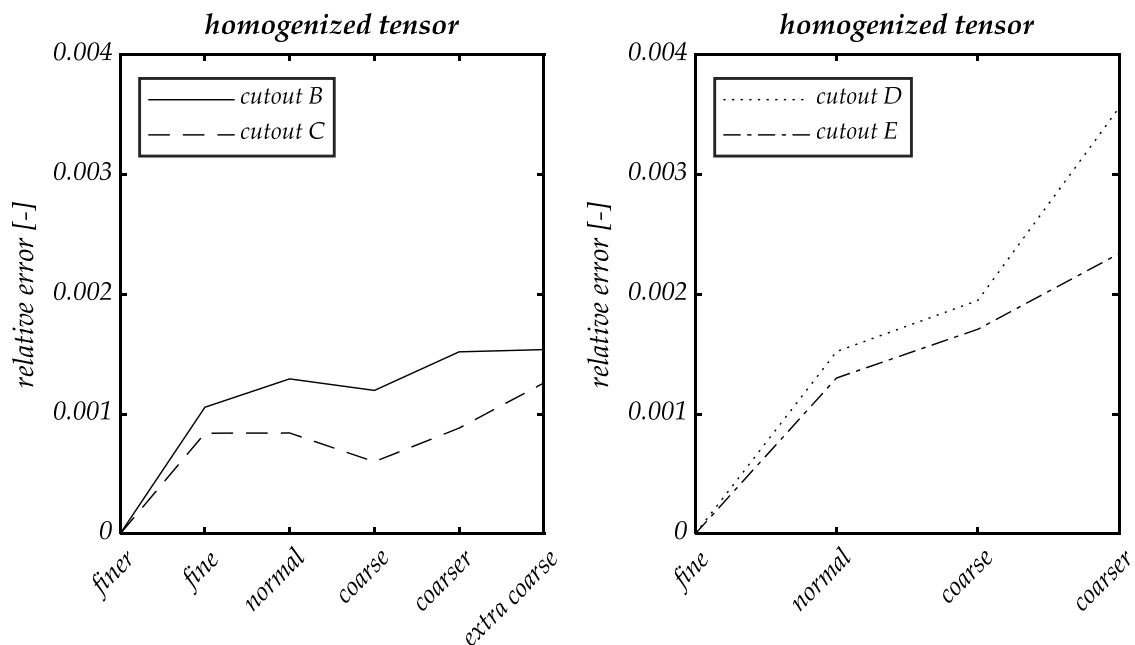 homogenized tensor
0.004
0.003
0.002
0.001
0
relative error [-]
cutout B
cutout C
finer
fine
normal
coarse
coarser
extra coarse
homogenized tensor
0.004
0.003
0.002
0.001
0
relative error [-]
cutout D
cutout E
fine
normal
coarse
coarser